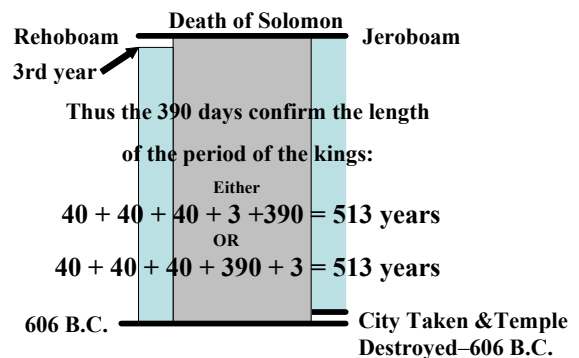 Death of Solomon
Rehoboam
Jeroboam
3rd year
Thus the 390 days confirm the length
of the period of the kings:
Either
40 + 40 + 40 + 3 +390 = 513 years
OR
40 + 40 + 40 + 390 + 3 = 513 years
606 B.C.
City Taken &Temple
Destroyed–606 B.C.